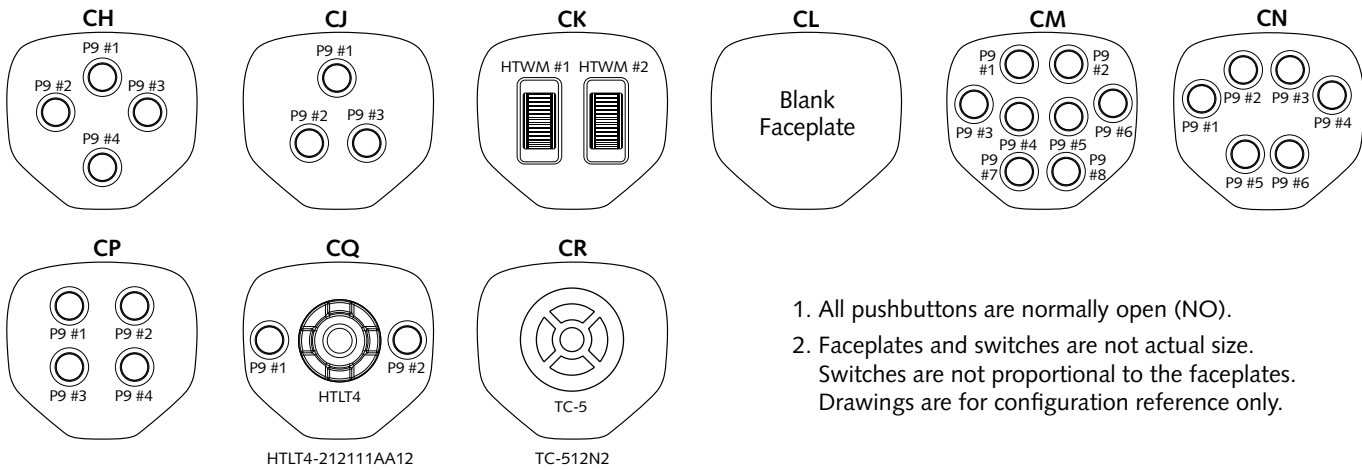 CH
P9 #1
P9 #2
P9 #3
P9 #4
CJ
P9 #1
P9 #2
P9 #3
CK
HTWM #1
HTWM #2
CL
Blank
Faceplate
CM
P9
#1
P9
#2
P9 #3
P9 #4
P9 #5
P9 #6
P9
#7
P9
#8
CN
P9 #1
P9 #2
P9 #3
P9 #4
P9 #5
P9 #6
CP
P9 #1
P9 #2
P9 #3
P9 #4
CQ
P9 #1
P9 #2
HTLT4
HTLT4-212111AA12
CR
TC-5
TC-512N2
1. All pushbuttons are normally open (NO).
2. Faceplates and switches are not actual size.
Switches are not proportional to the faceplates.
Drawings are for configuration reference only.